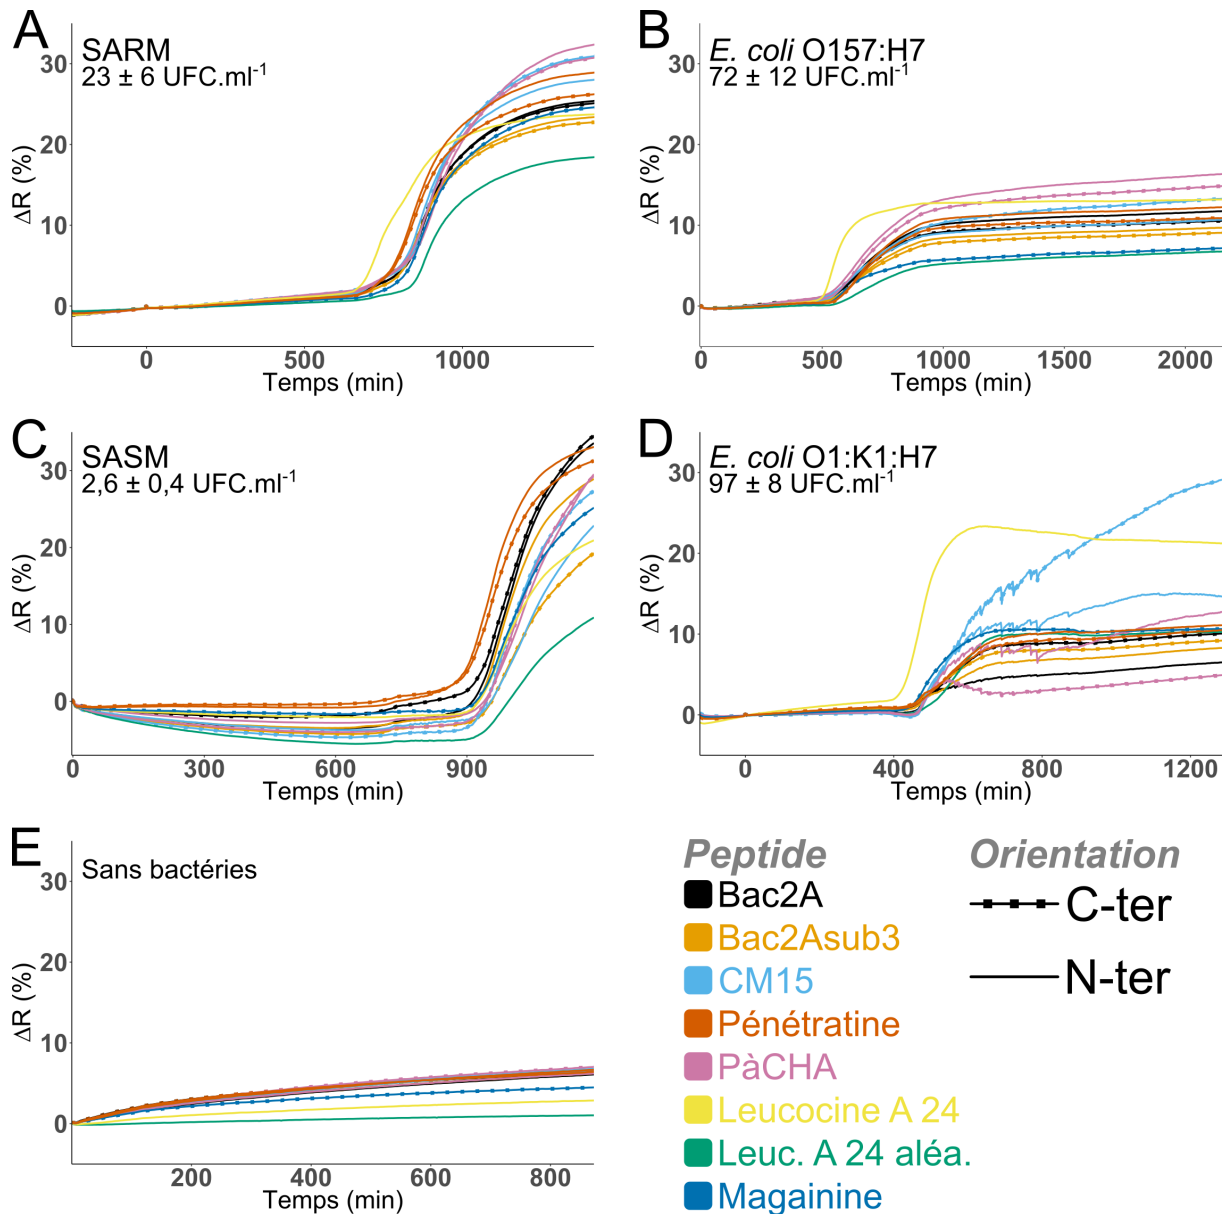 A
SARM
23 ± 6 UFC.ml⁻¹
30
20
10
0
ΔR (%)
0
500
1000
Temps (min)
B
E. coli O157:H7
72 ± 12 UFC.ml⁻¹
30
20
10
0
ΔR (%)
0
500
1000
1500
2000
Temps (min)
C
SASM
2,6 ± 0,4 UFC.ml⁻¹
30
20
10
0
ΔR (%)
0
300
600
900
Temps (min)
D
E. coli O1:K1:H7
97 ± 8 UFC.ml⁻¹
30
20
10
0
ΔR (%)
0
400
800
1200
Temps (min)
E
Sans bactéries
30
20
10
0
ΔR (%)
200
400
600
800
Temps (min)
Peptide
Bac2A
Bac2Asub3
CM15
Pénétratine
PàCHA
Leucocine A 24
Leuc. A 24 aléa.
Magainine
Orientation
C-ter
N-ter